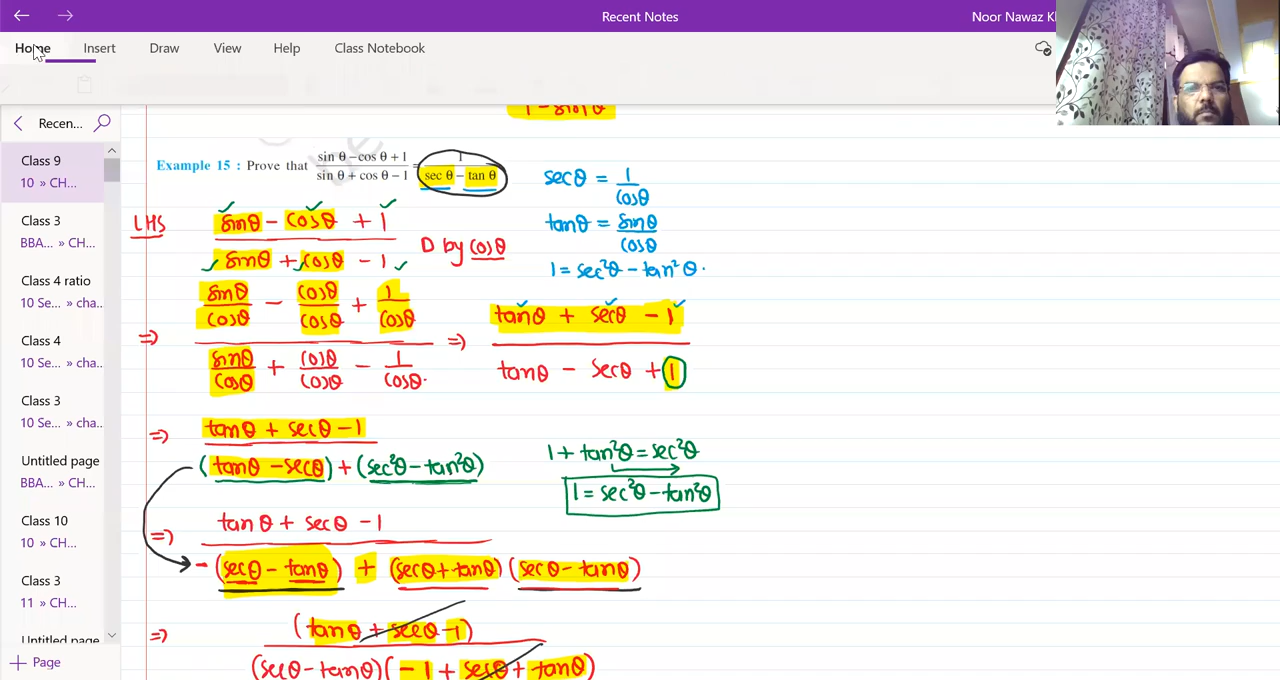 Recent Notes
Noor Nawaz Kh
Home Insert Draw View Help Class Notebook
Recen...
Class 9
10 » CH...
Class 3
BBA... » CH...
Class 4 ratio
10 Se... » cha...
Class 4
10 Se... » cha...
Class 3
10 Se... » cha...
Untitled page
BBA... » CH...
Class 10
10 » CH...
Class 3
11 » CH...
Untitled page
+ Page
1 - sin θ
Example 15 : Prove that (sin θ – cos θ + 1)/(sin θ + cos θ – 1) = 1/(sec θ – tan θ)
secθ = 1/cosθ
tanθ = sinθ/cosθ
1 = sec²θ - tan²θ.
LHS
sinθ - cosθ + 1
sinθ + cosθ - 1
D by cosθ
=> sinθ/cosθ - cosθ/cosθ + 1/cosθ
sinθ/cosθ + cosθ/cosθ - 1/cosθ.
=> tanθ + secθ - 1
tanθ - secθ + 1
=> tanθ + secθ - 1
(tanθ - secθ) + (sec²θ - tan²θ)
1 + tan²θ = sec²θ
1 = sec²θ - tan²θ
=> tanθ + secθ - 1
- (secθ - tanθ) + (secθ + tanθ) (secθ - tanθ)
=> (tanθ + secθ - 1)
(secθ - tanθ) ( -1 + secθ + tanθ)